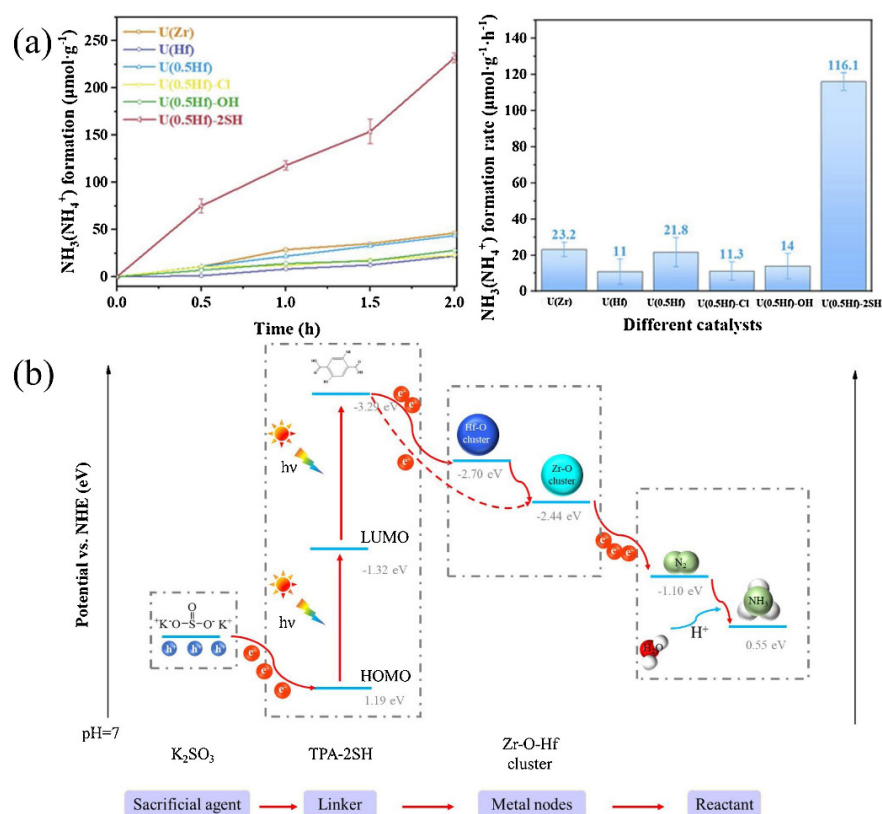 (a)
NH₃(NH₄⁺) formation (μmol·g⁻¹)
250
225
200
175
150
125
100
75
50
25
0
U(Zr)
U(Hf)
U(0.5Hf)
U(0.5Hf)-Cl
U(0.5Hf)-OH
U(0.5Hf)-2SH
0.0 0.5 1.0 1.5 2.0
Time (h)
NH₃(NH₄⁺) formation rate (μmol·g⁻¹·h⁻¹)
160
140
120
100
80
60
40
20
0
23.2
11
21.8
11.3
14
116.1
U(Zr) U(Hf) U(0.5Hf) U(0.5Hf)-Cl U(0.5Hf)-OH U(0.5Hf)-2SH
Different catalysts
(b)
Potential vs. NHE (eV)
-3.29 eV
e⁻
e⁻
e⁻
hν
LUMO
-1.32 eV
hν
HOMO
1.19 eV
O
⁺K⁻O-S-O⁻ K⁺
h⁺ h⁺ h⁺
e⁻
e⁻
e⁻
Hf-O
cluster
-2.70 eV
Zr-O
cluster
-2.44 eV
e⁻
e⁻
e⁻
N₂
-1.10 eV
NH₃
0.55 eV
H⁺
H₂O
pH=7
K₂SO₃
TPA-2SH
Zr-O-Hf
cluster
Sacrificial agent
Linker
Metal nodes
Reactant